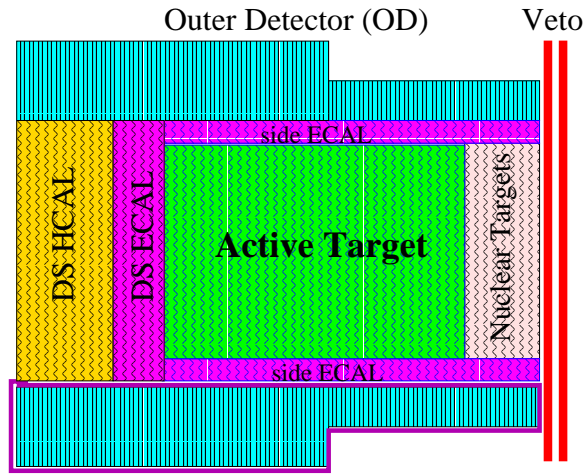 Outer Detector (OD)
Veto
side ECAL
DS HCAL
DS ECAL
Active Target
Nuclear Targets
side ECAL